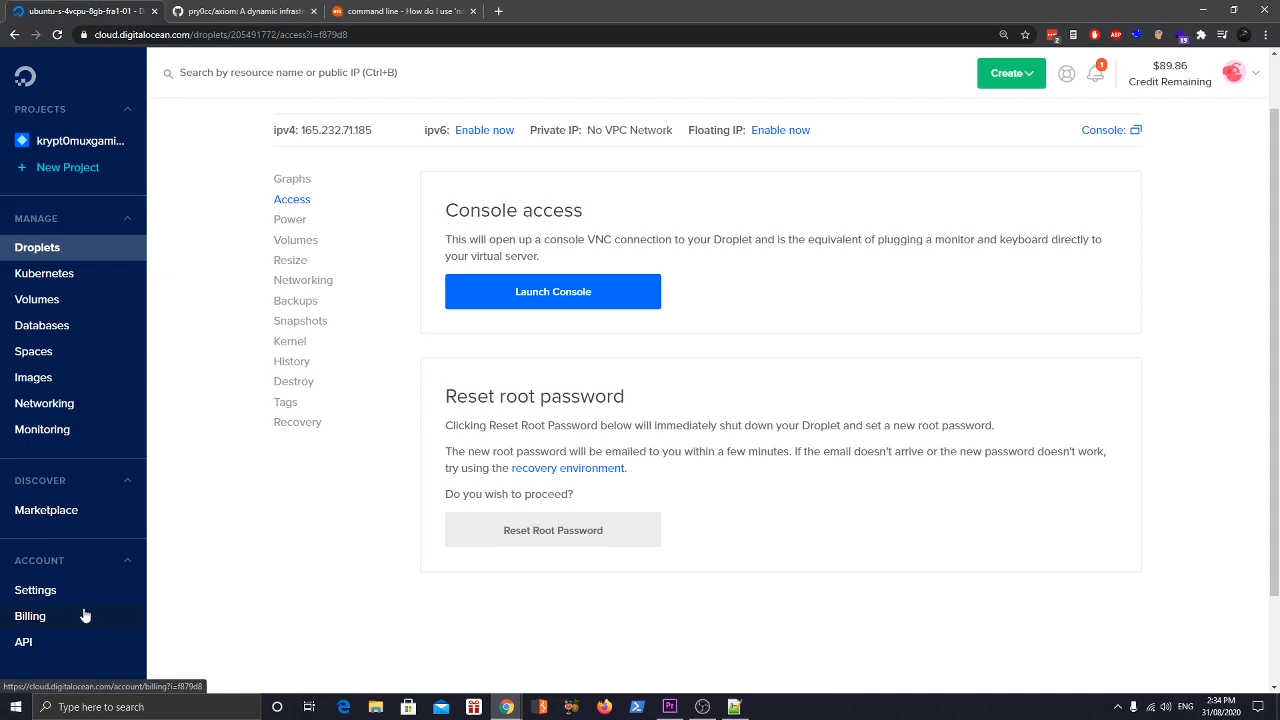 ubuntu-s-4vcpu-8gb-fra1-01 - D
pry0cc/axiom: A dynamic infrastr
command line - How do I use 'no
cloud.digitalocean.com/droplets/205491772/access?i=f879d8
2
ABP
19
Search by resource name or public IP (Ctrl+B)
Create
1
$89.86
Credit Remaining
PROJECTS
krypt0muxgami...
+ New Project
MANAGE
Droplets
Kubernetes
Volumes
Databases
Spaces
Images
Networking
Monitoring
DISCOVER
Marketplace
ACCOUNT
Settings
Billing
API
https://cloud.digitalocean.com/account/billing?i=f879d8
ipv4: 165.232.71.185
ipv6: Enable now
Private IP: No VPC Network
Floating IP: Enable now
Console:
Graphs
Access
Power
Volumes
Resize
Networking
Backups
Snapshots
Kernel
History
Destroy
Tags
Recovery
Console access
This will open up a console VNC connection to your Droplet and is the equivalent of plugging a monitor and keyboard directly to
your virtual server.
Launch Console
Reset root password
Clicking Reset Root Password below will immediately shut down your Droplet and set a new root password.
The new root password will be emailed to you within a few minutes. If the email doesn't arrive or the new password doesn't work,
try using the recovery environment.
Do you wish to proceed?
Reset Root Password
Type here to search
Pr
ENG
2:34 PM
31/08/2020